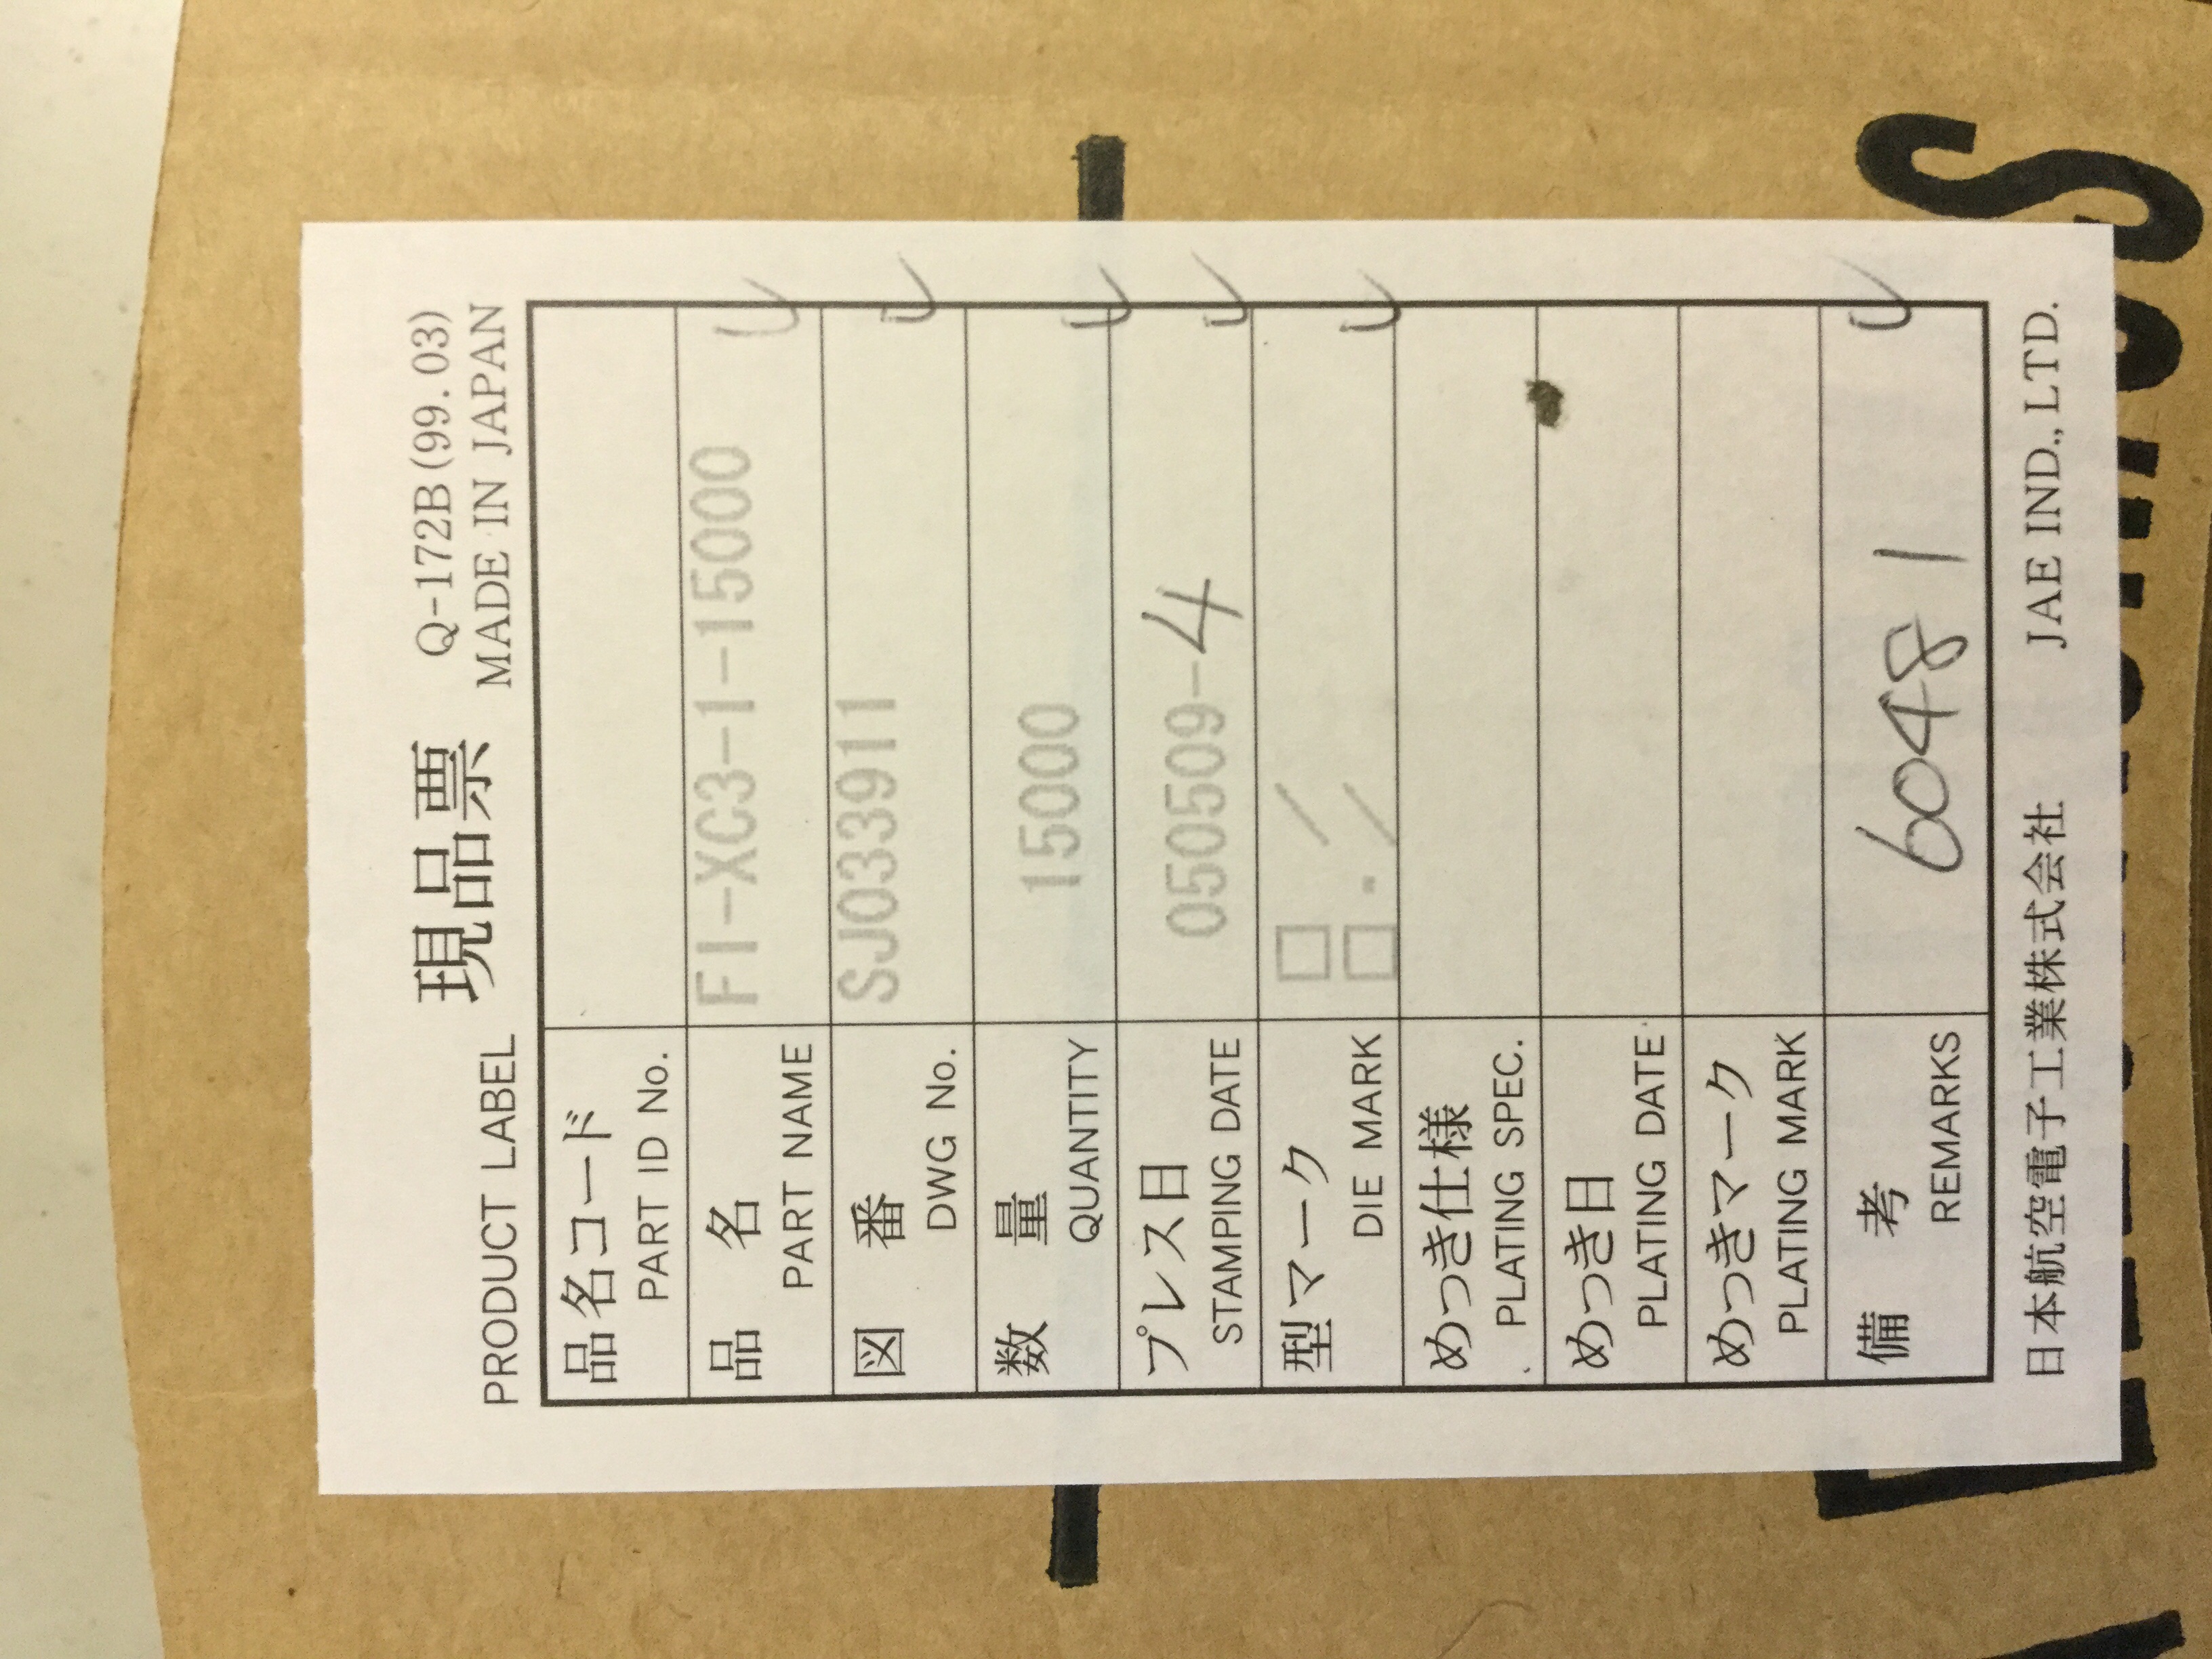 PRODUCT LABEL 現品票 Q-172B (99.03)
MADE IN JAPAN
品名コード
PART ID No.
品名 FI-XC3-1-15000
PART NAME
図番 SJ033911
DWG No.
数量 15000
QUANTITY
プレス日 050509-4
STAMPING DATE
型マーク □ /
DIE MARK □. /
めっき仕様
PLATING SPEC.
めっき日
PLATING DATE
めっきマーク
PLATING MARK
備考 6048 1
REMARKS
日本航空電子工業株式会社 JAE IND., LTD.